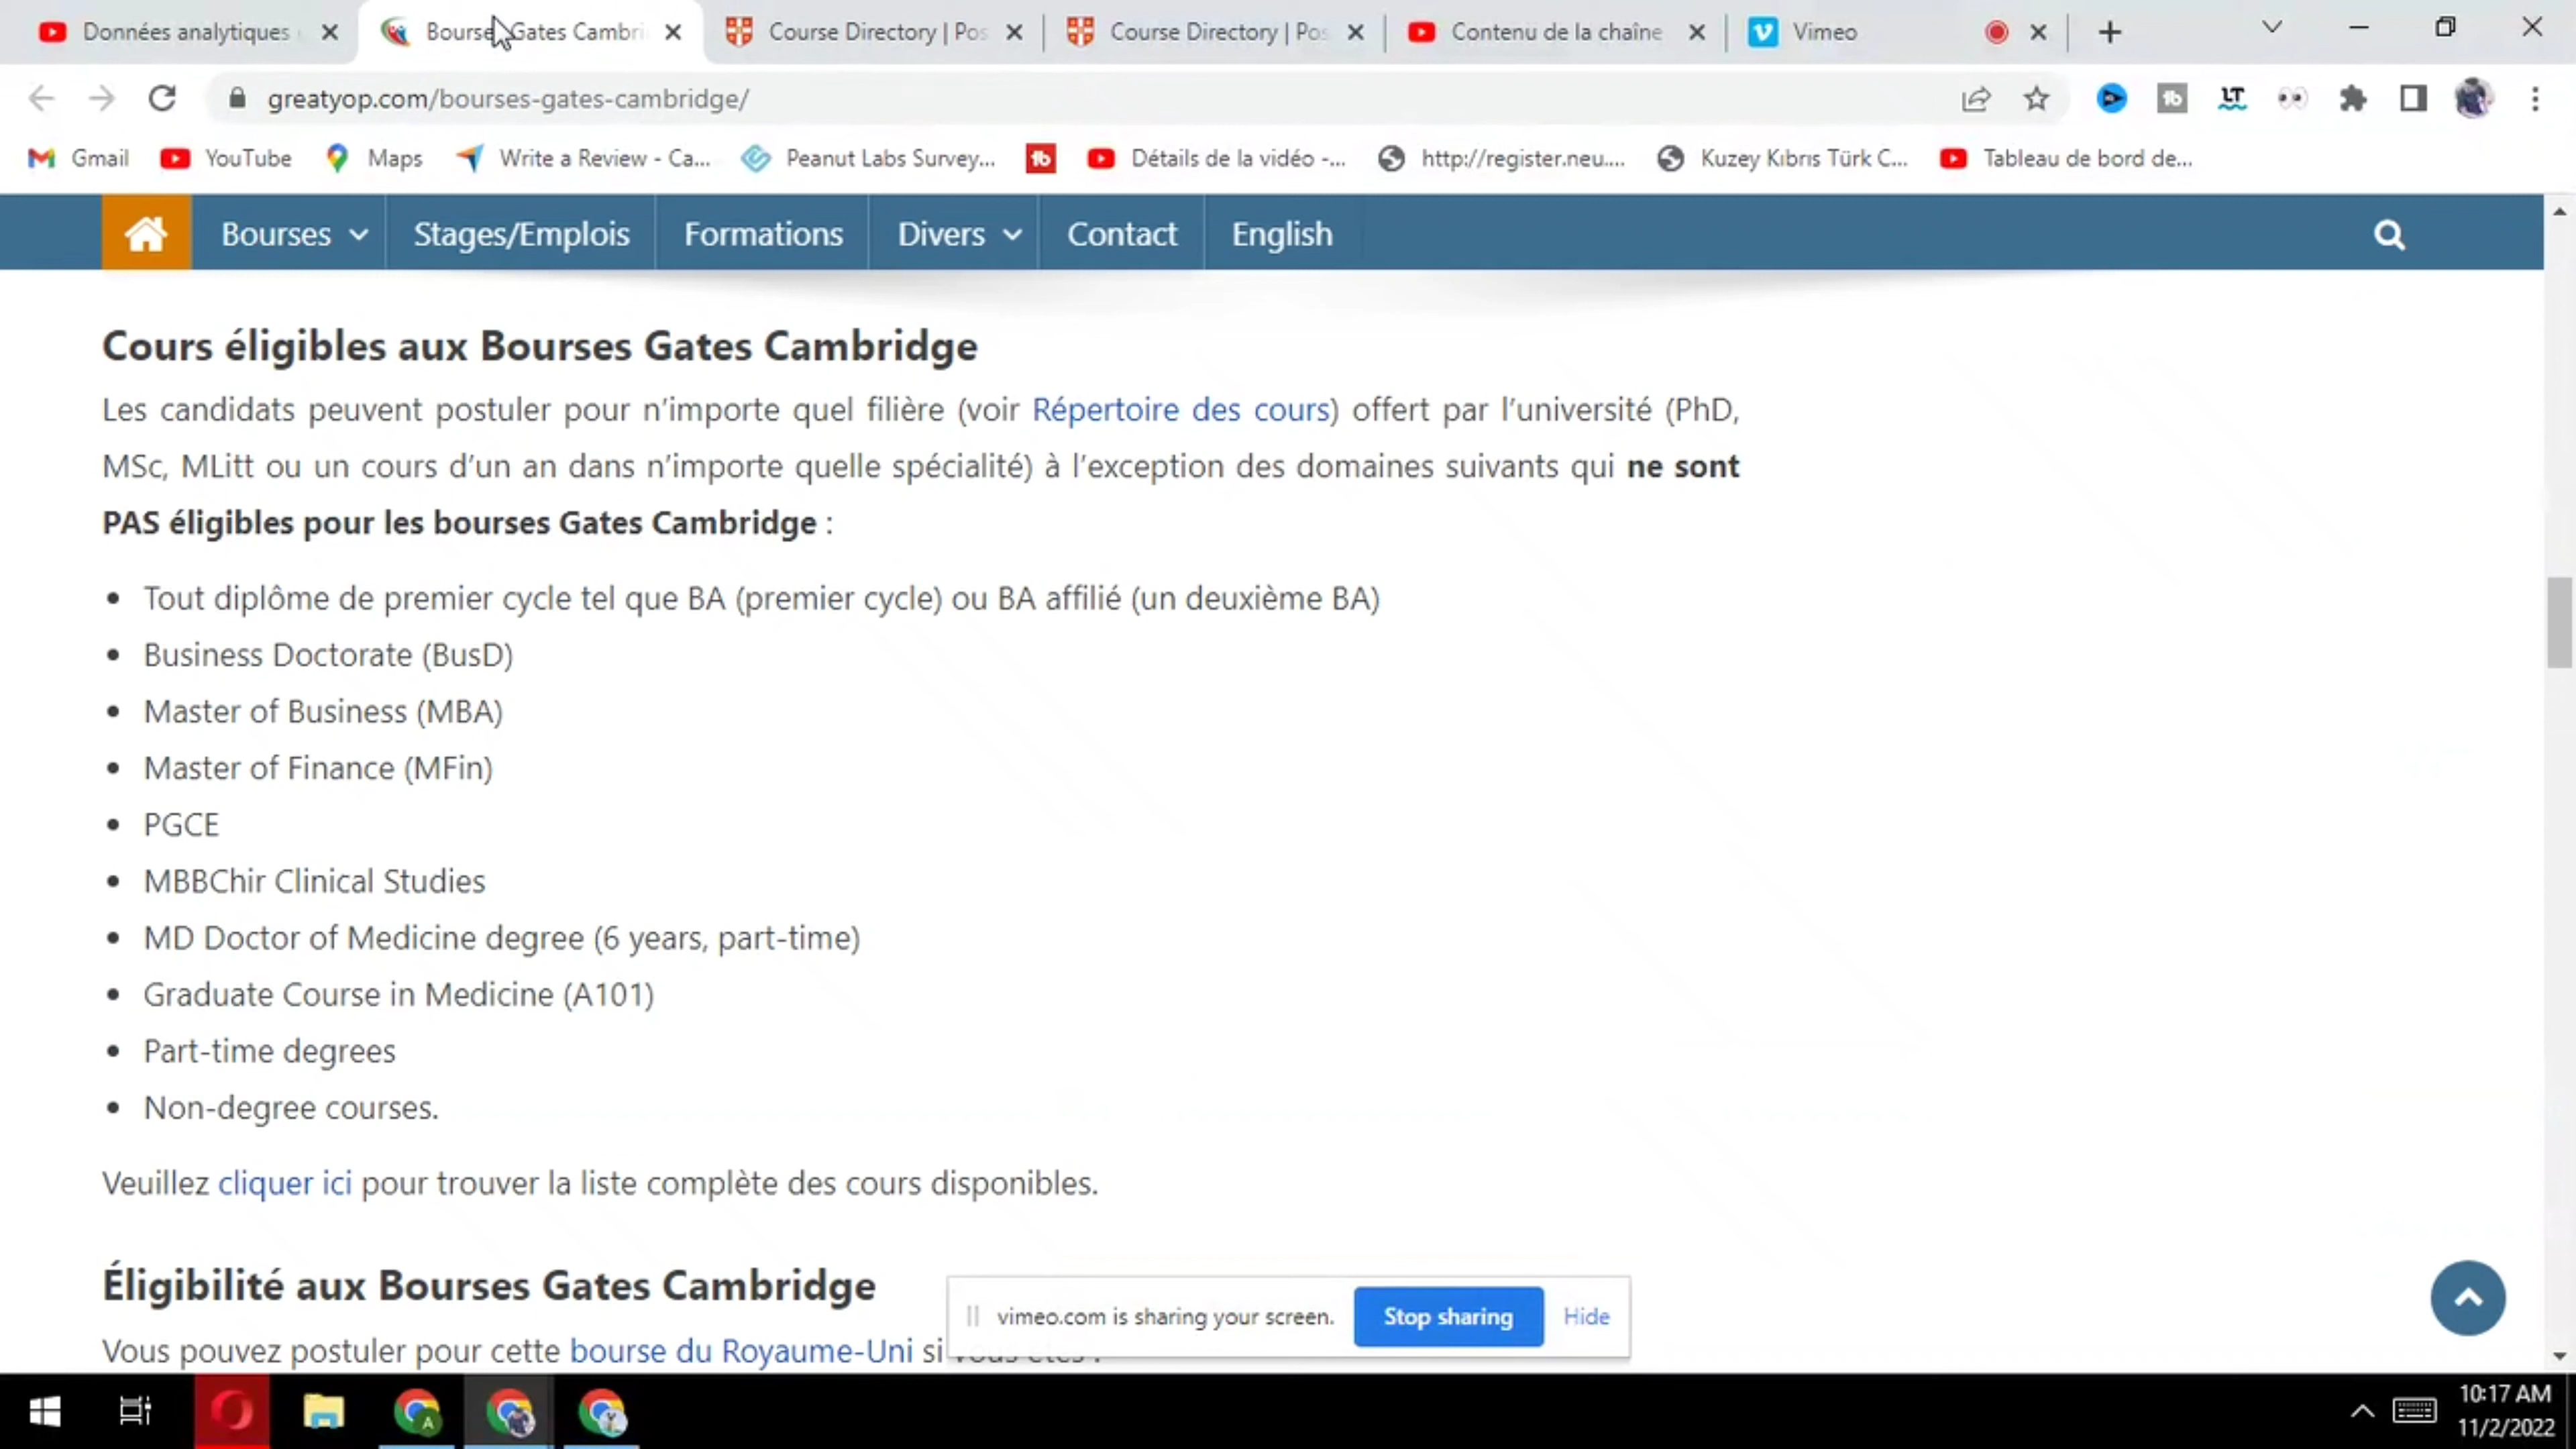 Données analytiques
Bourses Gates Cambri
Course Directory | Pos
Course Directory | Pos
Contenu de la chaîne
Vimeo
greatyop.com/bourses-gates-cambridge/
Gmail
YouTube
Maps
Write a Review - Ca...
Peanut Labs Survey...
Détails de la vidéo -...
http://register.neu....
Kuzey Kıbrıs Türk C...
Tableau de bord de...
Bourses
Stages/Emplois
Formations
Divers
Contact
English
Cours éligibles aux Bourses Gates Cambridge
Les candidats peuvent postuler pour n’importe quel filière (voir Répertoire des cours) offert par l’université (PhD,
MSc, MLitt ou un cours d’un an dans n’importe quelle spécialité) à l’exception des domaines suivants qui ne sont
PAS éligibles pour les bourses Gates Cambridge :
• Tout diplôme de premier cycle tel que BA (premier cycle) ou BA affilié (un deuxième BA)
• Business Doctorate (BusD)
• Master of Business (MBA)
• Master of Finance (MFin)
• PGCE
• MBBChir Clinical Studies
• MD Doctor of Medicine degree (6 years, part-time)
• Graduate Course in Medicine (A101)
• Part-time degrees
• Non-degree courses.
Veuillez cliquer ici pour trouver la liste complète des cours disponibles.
Éligibilité aux Bourses Gates Cambridge
Vous pouvez postuler pour cette bourse du Royaume-Uni si
vimeo.com is sharing your screen.
Stop sharing
Hide
10:17 AM
11/2/2022